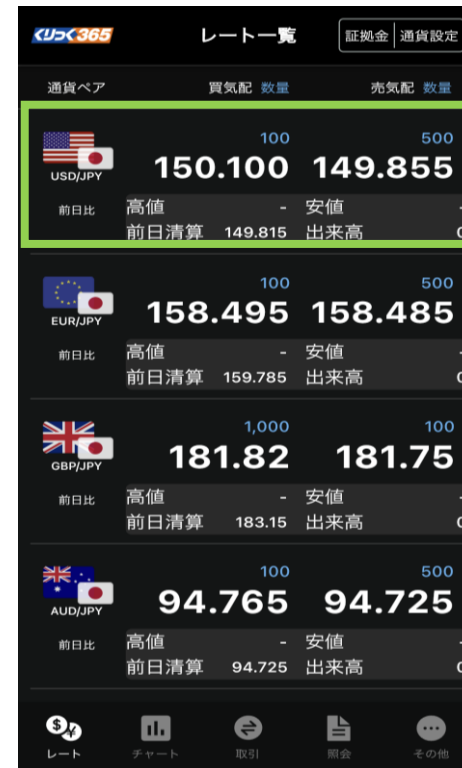 くりっく365 レート一覧 証拠金 通貨設定
通貨ペア 買気配 数量 売気配 数量
100 500
USD/JPY 150.100 149.855
前日比 高値 - 安値 -
前日清算 149.815 出来高 0
100 500
EUR/JPY 158.495 158.485
前日比 高値 - 安値 -
前日清算 159.785 出来高 0
1,000 100
GBP/JPY 181.82 181.75
前日比 高値 - 安値 -
前日清算 183.15 出来高 0
100 500
AUD/JPY 94.765 94.725
前日比 高値 - 安値 -
前日清算 94.725 出来高 0
レート チャート 取引 照会 その他